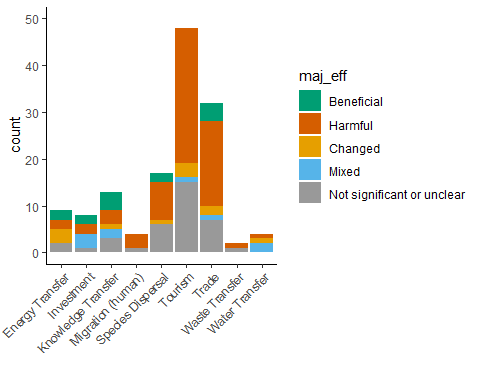 50
40
30
20
10
0
count
Energy Transfer
Investment
Knowledge Transfer
Migration (human)
Species Dispersal
Tourism
Trade
Waste Transfer
Water Transfer
maj_eff
Beneficial
Harmful
Changed
Mixed
Not significant or unclear